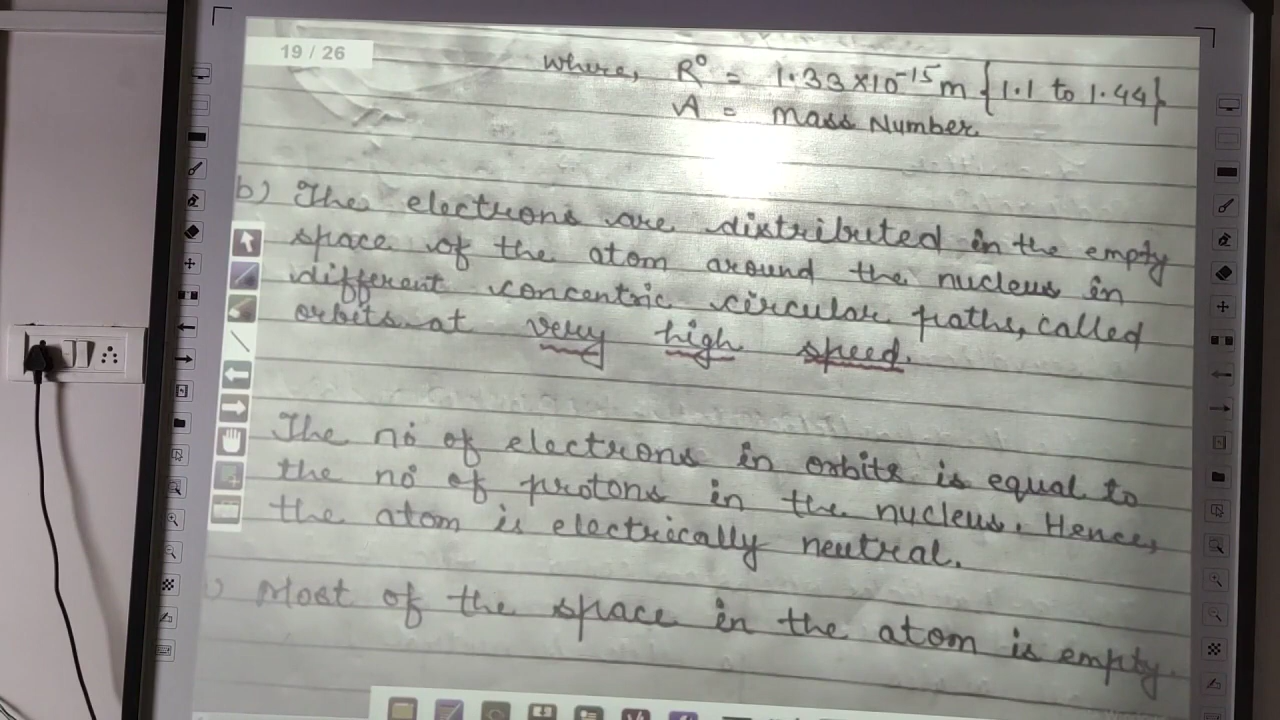 19 / 26
where, R° = 1.33×10⁻¹⁵m {1.1 to 1.44}
A = Mass Number.
b) The electrons are distributed in the empty
space of the atom around the nucleus in
different concentric circular paths, called
orbits at very high speed.
The no of electrons in orbits is equal to
the no of protons in the nucleus. Hence,
the atom is electrically neutral.
) Most of the space in the atom is empty.